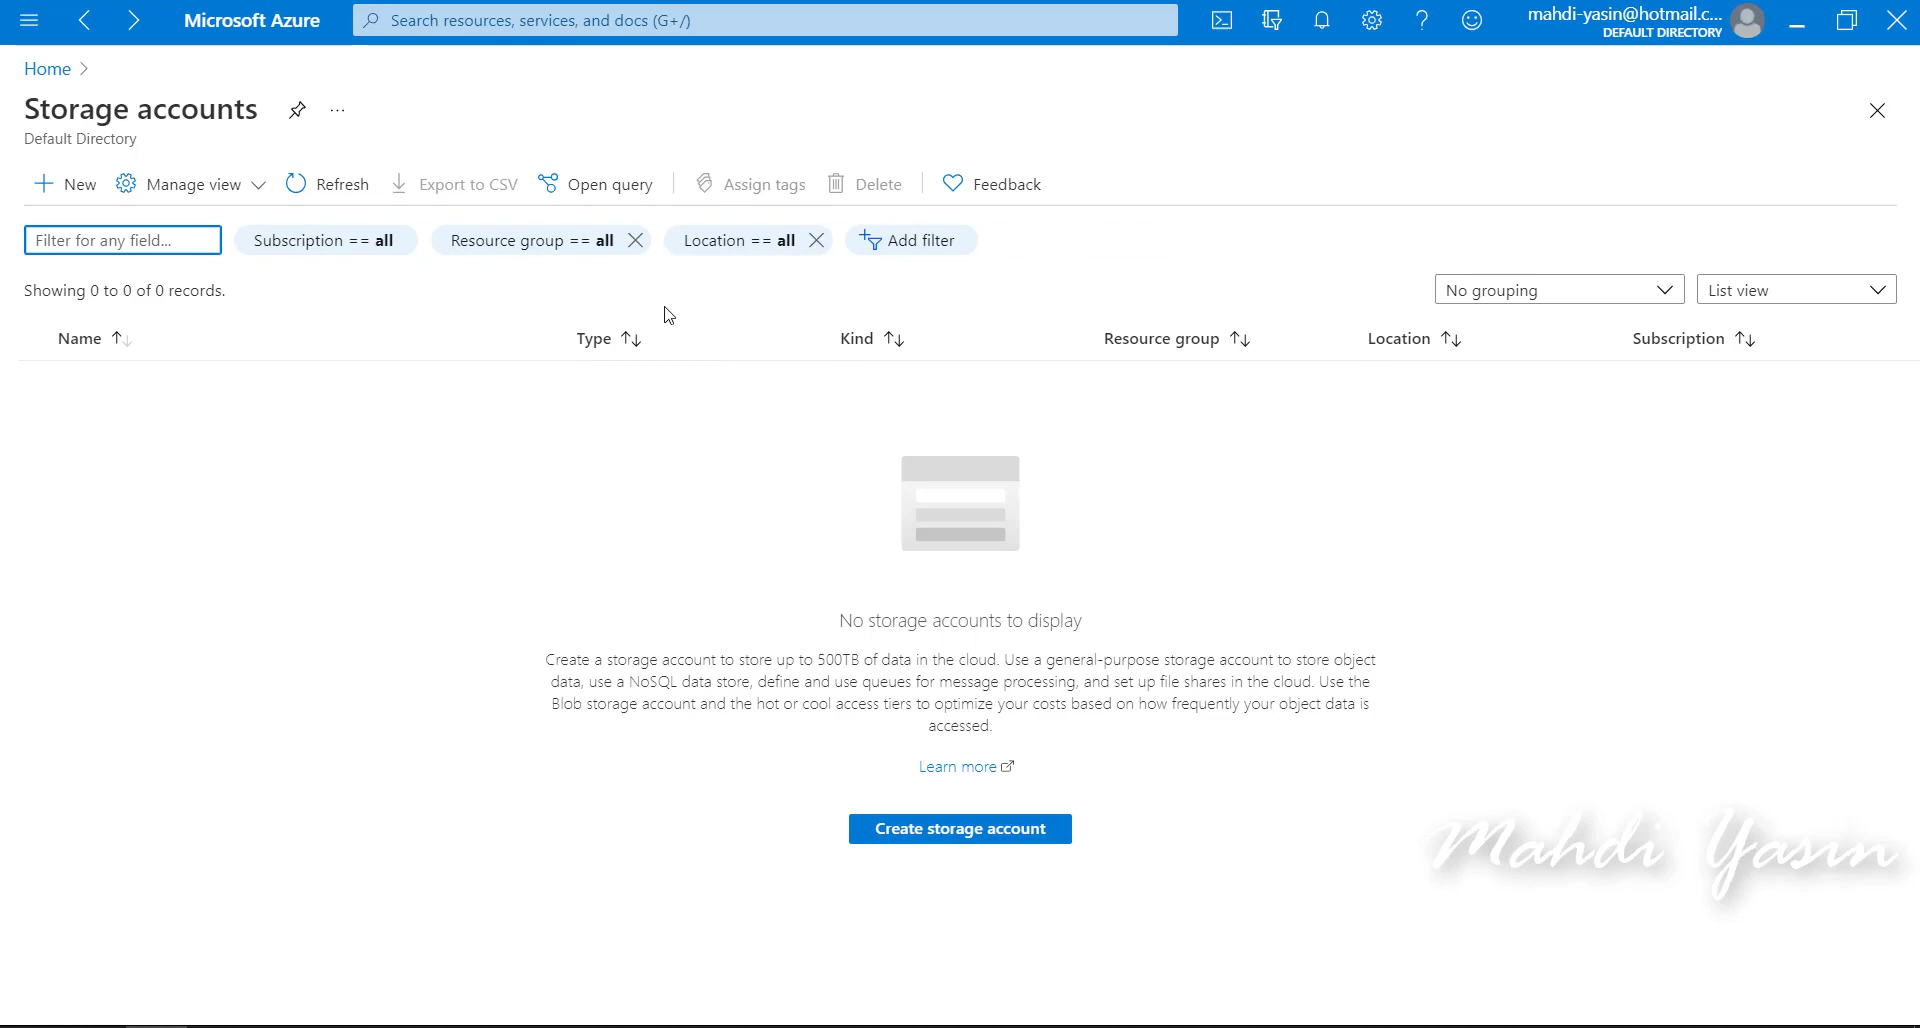 Microsoft Azure
Search resources, services, and docs (G+/)
mahdi-yasin@hotmail.c...
DEFAULT DIRECTORY
Home
Storage accounts
...
Default Directory
New
Manage view
Refresh
Export to CSV
Open query
Assign tags
Delete
Feedback
Filter for any field...
Subscription == all
Resource group == all
Location == all
Add filter
Showing 0 to 0 of 0 records.
No grouping
List view
Name
Type
Kind
Resource group
Location
Subscription
No storage accounts to display
Create a storage account to store up to 500TB of data in the cloud. Use a general-purpose storage account to store object
data, use a NoSQL data store, define and use queues for message processing, and set up file shares in the cloud. Use the
Blob storage account and the hot or cool access tiers to optimize your costs based on how frequently your object data is
accessed.
Learn more
Create storage account
Mahdi Yasin